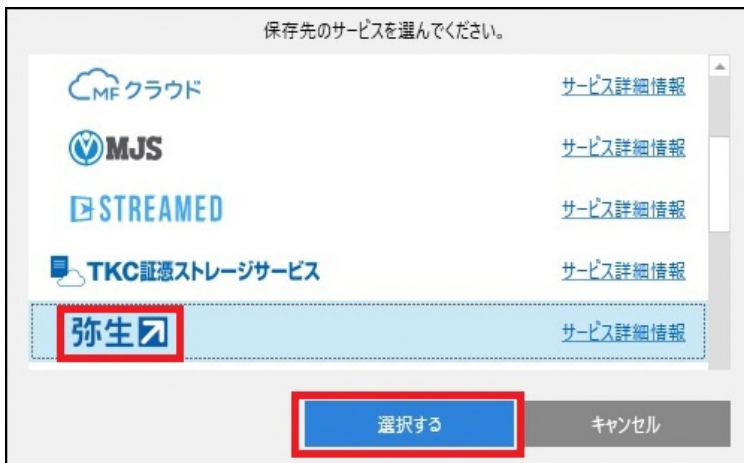 保存先のサービスを選んでください。
MFクラウド サービス詳細情報
MJS サービス詳細情報
STREAMED サービス詳細情報
TKC証憑ストレージサービス サービス詳細情報
弥生 サービス詳細情報
選択する キャンセル